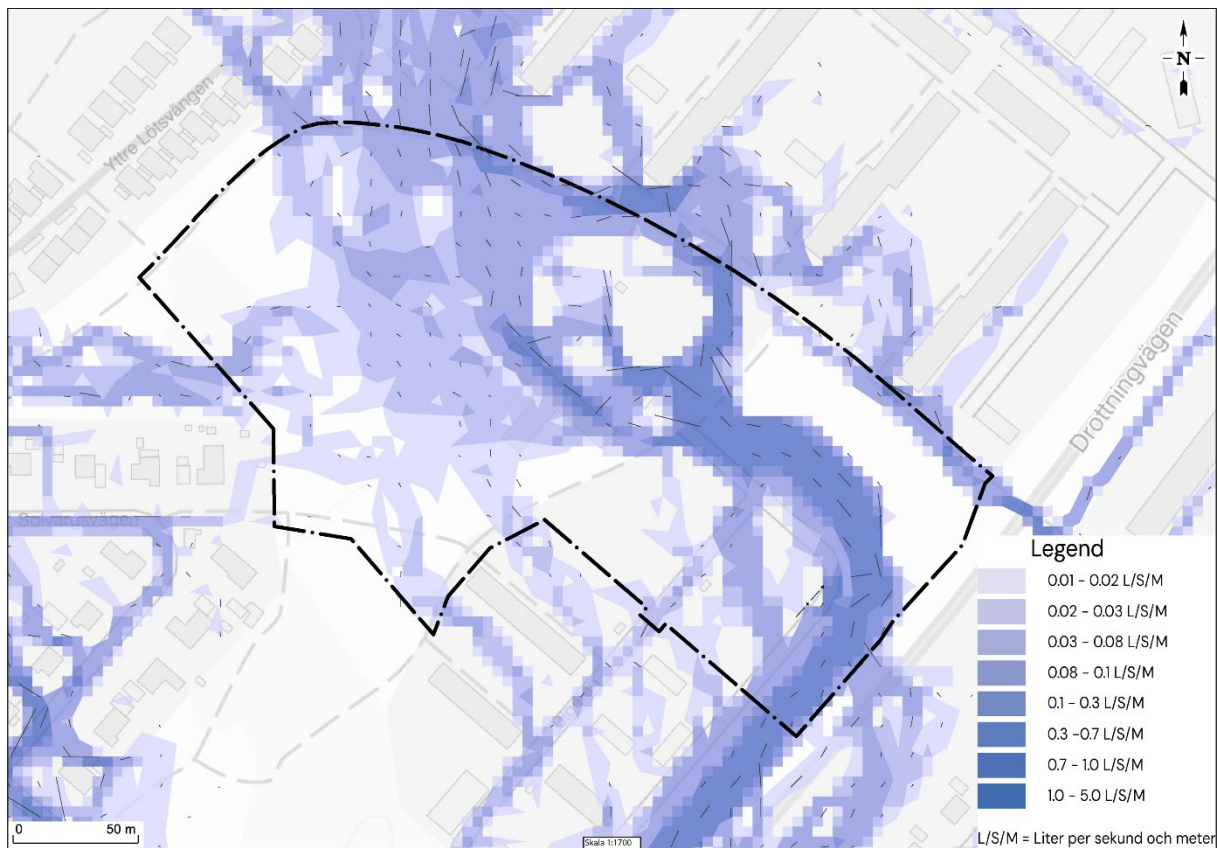 N
Yttre Lötsvängen
Drottningvägen
Solvarbsvägen
Legend
0.01 - 0.02 L/S/M
0.02 - 0.03 L/S/M
0.03 - 0.08 L/S/M
0.08 - 0.1 L/S/M
0.1 - 0.3 L/S/M
0.3 -0.7 L/S/M
0.7 - 1.0 L/S/M
1.0 - 5.0 L/S/M
0 50 m
Skala 1:1700
L/S/M = Liter per sekund och meter